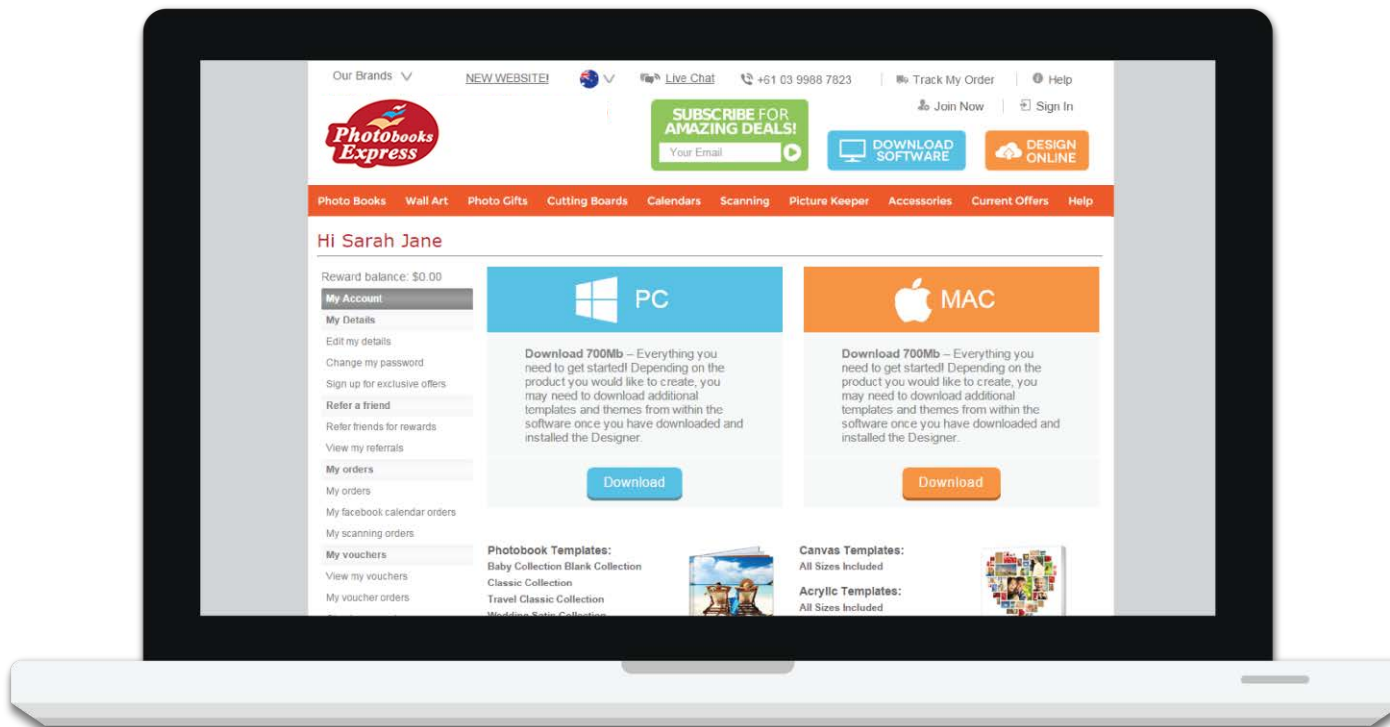 Our Brands
NEW WEBSITE!
Live Chat
+61 03 9988 7823
Track My Order
Help
Join Now
Sign In
Photobooks
Express
SUBSCRIBE FOR
AMAZING DEALS!
Your Email
DOWNLOAD
SOFTWARE
DESIGN
ONLINE
Photo Books Wall Art Photo Gifts Cutting Boards Calendars Scanning Picture Keeper Accessories Current Offers Help
Hi Sarah Jane
Reward balance: $0.00
My Account
My Details
Edit my details
Change my password
Sign up for exclusive offers
Refer a friend
Refer friends for rewards
View my referrals
My orders
My orders
My facebook calendar orders
My scanning orders
My vouchers
View my vouchers
My voucher orders
PC
Download 700Mb – Everything you
need to get started! Depending on the
product you would like to create, you
may need to download additional
templates and themes from within the
software once you have downloaded and
installed the Designer.
Download
MAC
Download 700Mb – Everything you
need to get started! Depending on the
product you would like to create, you
may need to download additional
templates and themes from within the
software once you have downloaded and
installed the Designer.
Download
Photobook Templates:
Baby Collection Blank Collection
Classic Collection
Travel Classic Collection
Wedding Satin Collection
Canvas Templates:
All Sizes Included
Acrylic Templates:
All Sizes Included